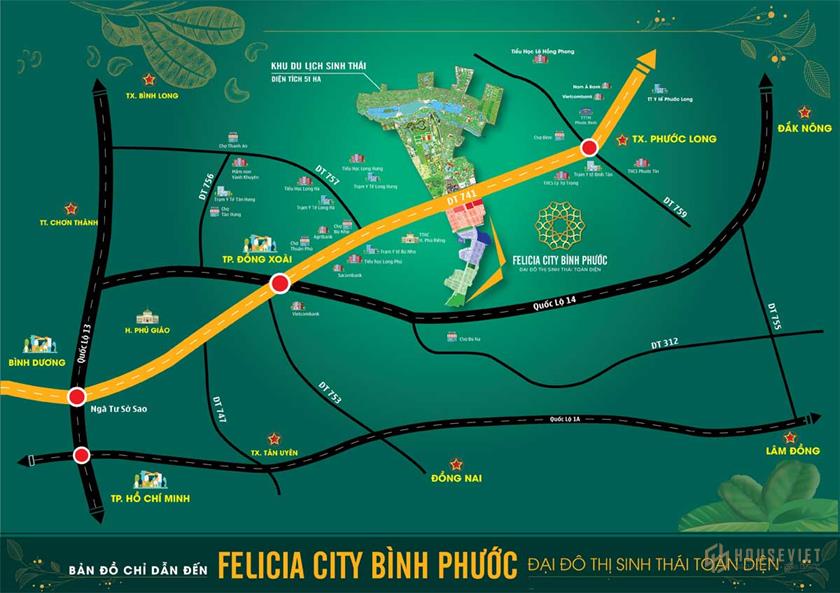 Tiểu Học Lê Hồng Phong
KHU DU LỊCH SINH THÁI
DIỆN TÍCH 51 HA
TX. BÌNH LONG
Vietcombank
TT Y tế Phước Long
TTTM
Phước Bình
ĐẮK NÔNG
Chợ Thanh An
TX. PHƯỚC LONG
DT 757
Tiểu Học Long Hưng
Trạm Y Tế Long Hưng
Mầm non
Vành Khuyên
DT 756
Tiểu Học Long Hà
Trạm Y Tế Long Hà
Trạm Y Tế Tân Hưng
Chợ
Tân Hưng
Trạm Y tế Bình Tân
THCS Phước Tín
THCS Lý Tự Trọng
DT 741
DT 759
TT. CHƠN THÀNH
Chợ
Bù Nho
Agribank
Chợ
Thuận Phú
TTHC
H. Phú Riềng
Trạm Y Tế Bù Nho
Tiểu học Long Phú
Sacombank
TP. ĐỒNG XOÀI
FELICIA CITY BÌNH PHƯỚC
ĐẠI ĐÔ THỊ SINH THÁI TOÀN DIỆN
Quốc Lộ 14
Vietcombank
DT 755
H. PHÚ GIÁO
Quốc Lộ 13
DT 312
BÌNH DƯƠNG
DT 753
DT 747
Ngã Tư Sở Sao
Quốc Lộ 1A
TX. TÂN UYÊN
LÂM ĐỒNG
ĐỒNG NAI
TP. HỒ CHÍ MINH
HOUSEVIET
BẢN ĐỒ CHỈ DẪN ĐẾN FELICIA CITY BÌNH PHƯỚC ĐẠI ĐÔ THỊ SINH THÁI TOÀN DIỆN